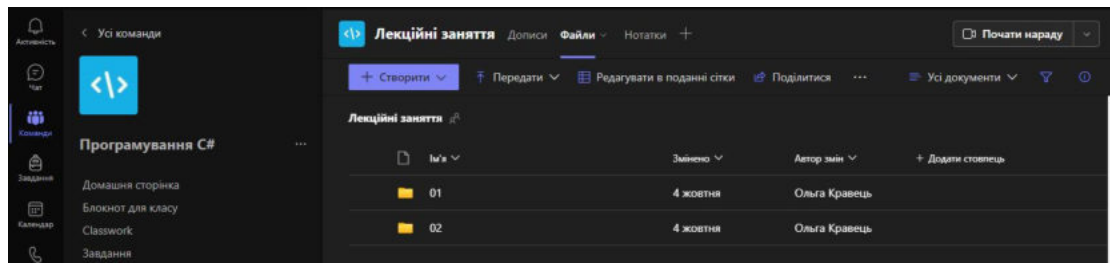 Активність
Чат
Команди
Завдання
Календар
Усі команди
Програмування C#
Домашня сторінка
Блокнот для класу
Classwork
Завдання
Лекційні заняття Дописи Файли Нотатки
Почати нараду
Створити Передати Редагувати в поданні сітки Поділитися Усі документи
Лекційні заняття
Ім'я Змінено Автор змін + Додати стовпець
01 4 жовтня Ольга Кравець
02 4 жовтня Ольга Кравець